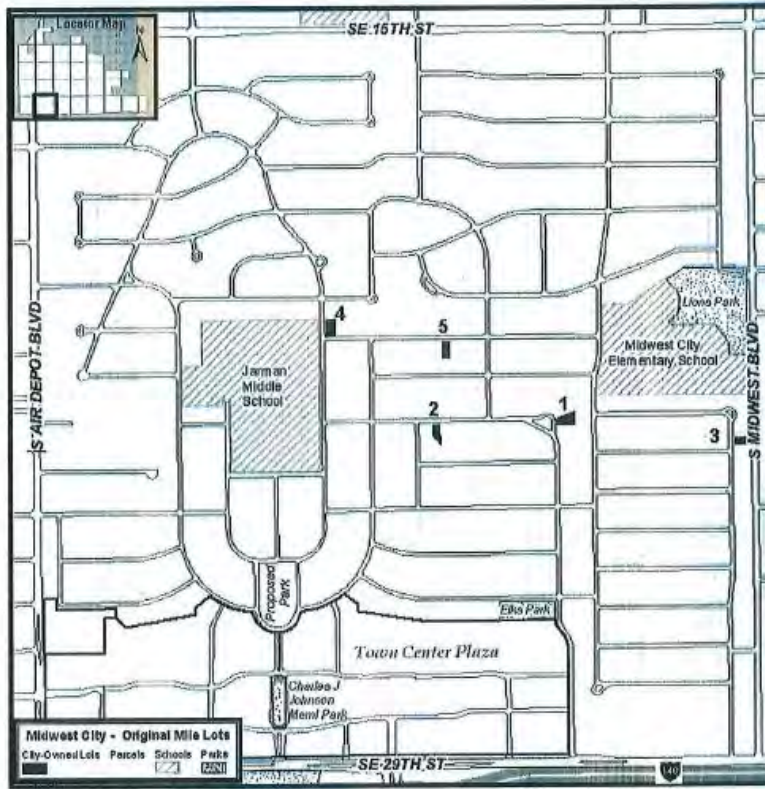 Locator Map
N
SE 15TH ST
S AIR DEPOT BLVD
S MIDWEST BLVD
Lions Park
Midwest City
Elementary School
4
5
Jarman
Middle
School
2
1
3
Proposed
Park
Elks Park
Town Center Plaza
Charles J
Johnson
Meml Park
Midwest City - Original Mile Lots
City-Owned Lots Parcels Schools Parks
SE 29TH ST